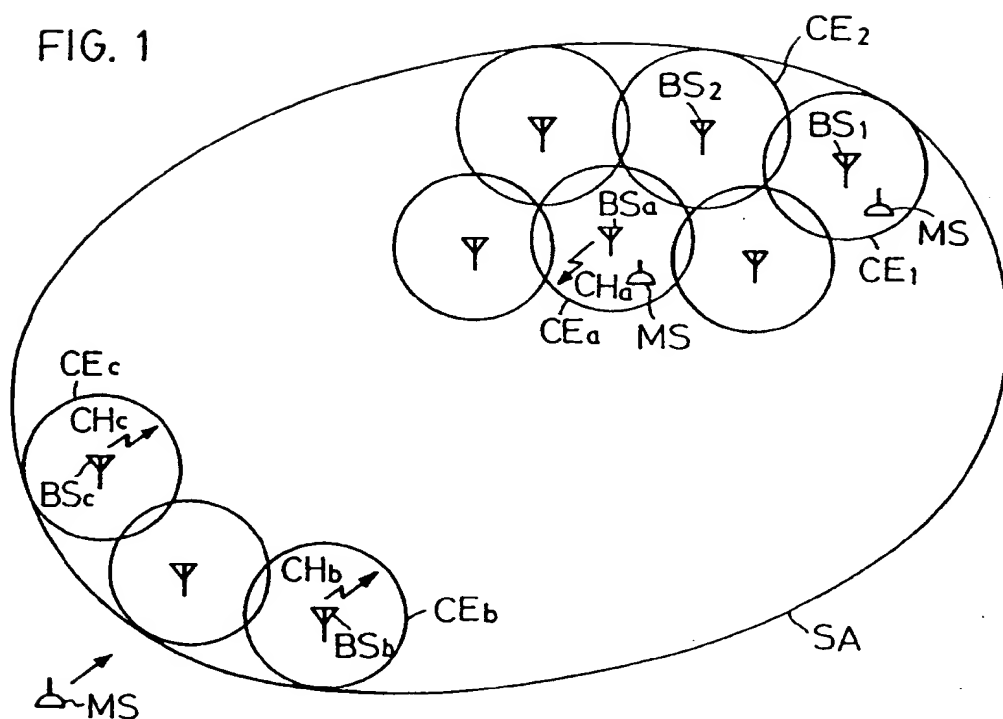 FIG. 1
CE2
BS2
BS1
MS
CE1
BSa
CHa
CEa
MS
CEc
CHc
BSc
CHb
BSb
CEb
SA
MS